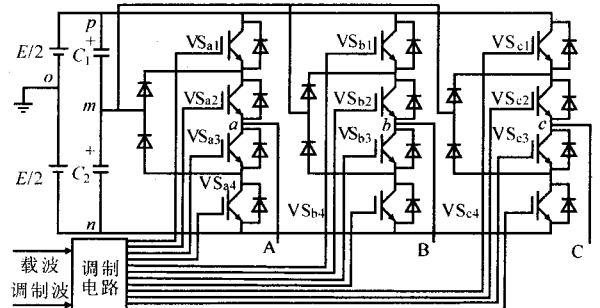 p
VSa1
VSb1
VSc1
E/2
+
C1
o
m
VSa2
VSb2
VSc2
a
b
c
VSa3
VSb3
VSc3
+
E/2
C2
VSa4
VSb4
VSc4
n
A
B
C
载波
调制波
调制
电路